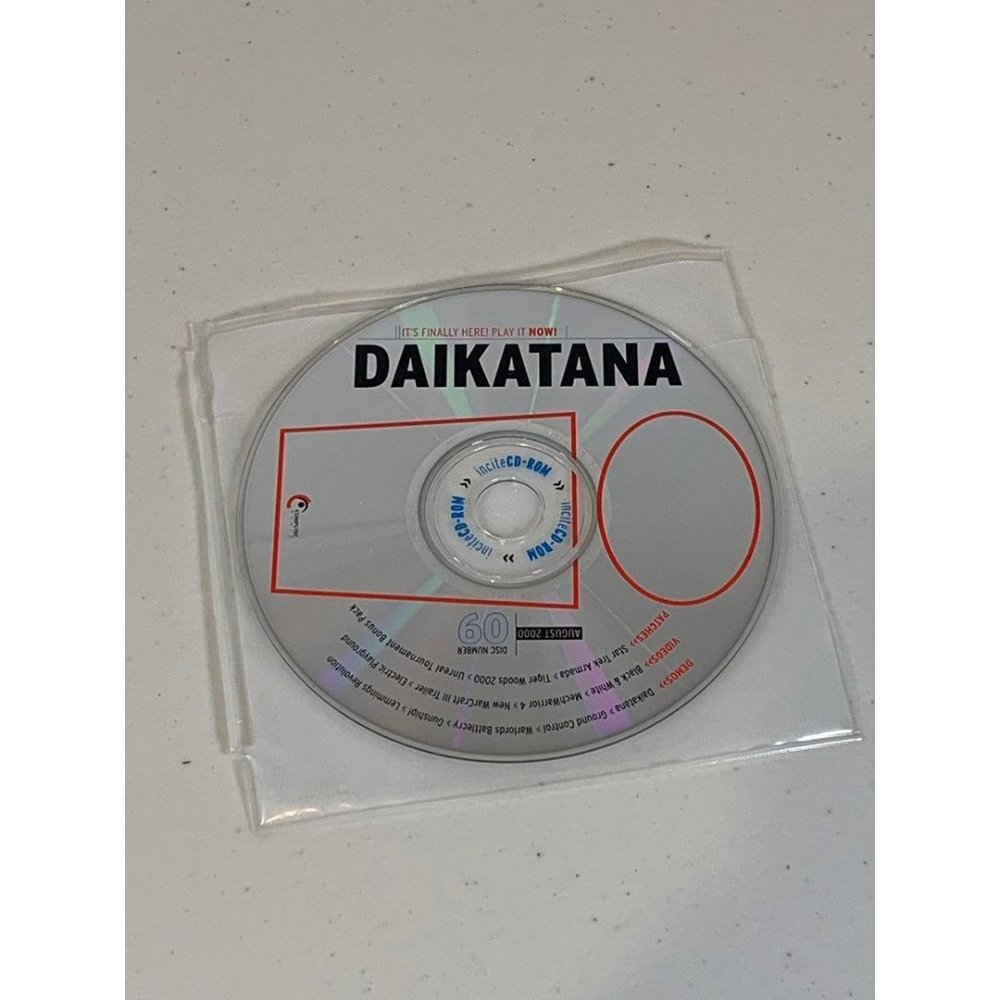 IT'S FINALLY HERE! PLAY IT NOW!
DAIKATANA
inciteCD-ROM >> inciteCD-ROM >> inciteCD-ROM >>
COMPUTEC
DEMOS>> Daikatana > Ground Control > Warlords Battlecry > Gunship! > Lemmings Revolution
VIDEOS>> Black & White > MechWarrior 4 > New WarCraft III Trailer > Electric Playground
PATCHES>> Star Trek Armada > Tiger Woods 2000 > Unreal Tournament Bonus Pack
AUGUST 2000
DISC NUMBER
09